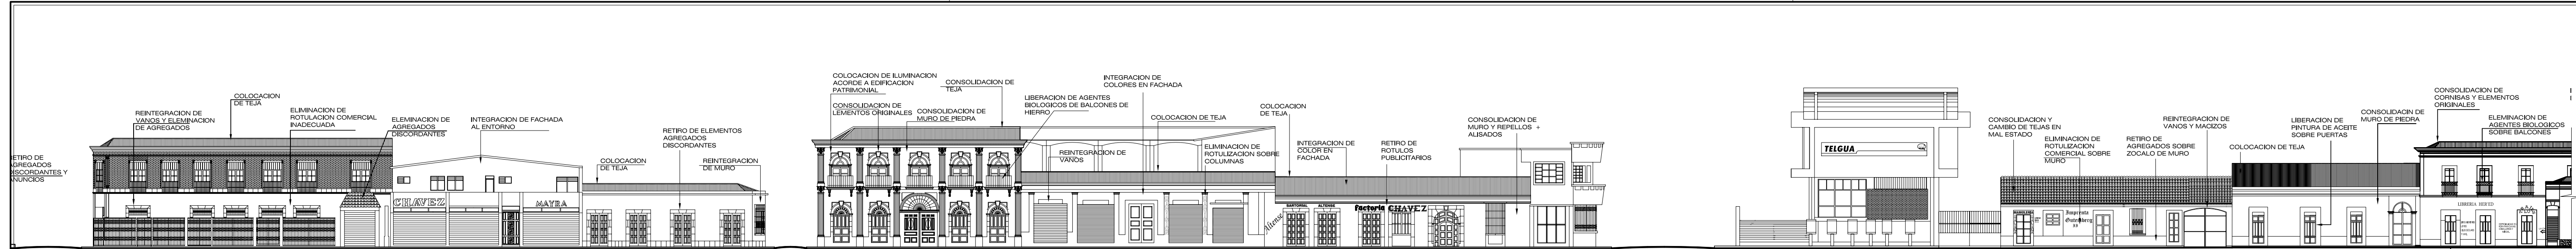 RETIRO DE
AGREGADOS
DISCORDANTES Y
ANUNCIOS
REINTEGRACION DE
VANOS Y ELEMINACION
DE AGREGADOS
COLOCACION
DE TEJA
ELIMINACION DE
ROTULACION COMERCIAL
INADECUADA
ELEMINACION DE
AGREGADOS
DISCORDANTES
INTEGRACION DE FACHADA
AL ENTORNO
CHAVEZ
MAYRA
COLOCACION
DE TEJA
RETIRO DE ELEMENTOS
AGREGADOS
DISCORDANTES
REINTEGRACION
DE MURO
COLOCACION DE ILUMINACION
ACORDE A EDIFICACION
PATRIMONIAL
CONSOLIDACION DE
LEMENTOS ORIGINALES
CONSOLIDACION DE
MURO DE PIEDRA
CONSOLIDACION DE
TEJA
LIBERACION DE AGENTES
BIOLOGICOS DE BALCONES DE
HIERRO
REINTEGRACION DE
VANOS
INTEGRACION DE
COLORES EN FACHADA
COLOCACION DE TEJA
ELIMINACION DE
ROTULIZACION SOBRE
COLUMNAS
COLOCACION
DE TEJA
INTEGRACION DE
COLOR EN
FACHADA
RETIRO DE
ROTULOS
PUBLICITARIOS
Altense
SARTORIAL
ALTENSE
factoria CHAVEZ
CONSOLIDACION DE
MURO Y REPELLOS +
ALISADOS
TELGUA
CONSOLIDACION Y
CAMBIO DE TEJAS EN
MAL ESTADO
ELIMINACION DE
ROTULIZACION
COMERCIAL SOBRE
MURO
Imprenta
Gutenberg
RETIRO DE
AGREGADOS SOBRE
ZOCALO DE MURO
REINTEGRACION DE
VANOS Y MACIZOS
COLOCACION DE TEJA
LIBERACION DE
PINTURA DE ACEITE
SOBRE PUERTAS
CONSOLIDACIN DE
MURO DE PIEDRA
CONSOLIDACION DE
CORNISAS Y ELEMENTOS
ORIGINALES
ELEMINACION DE
AGENTES BIOLOGICOS
SOBRE BALCONES